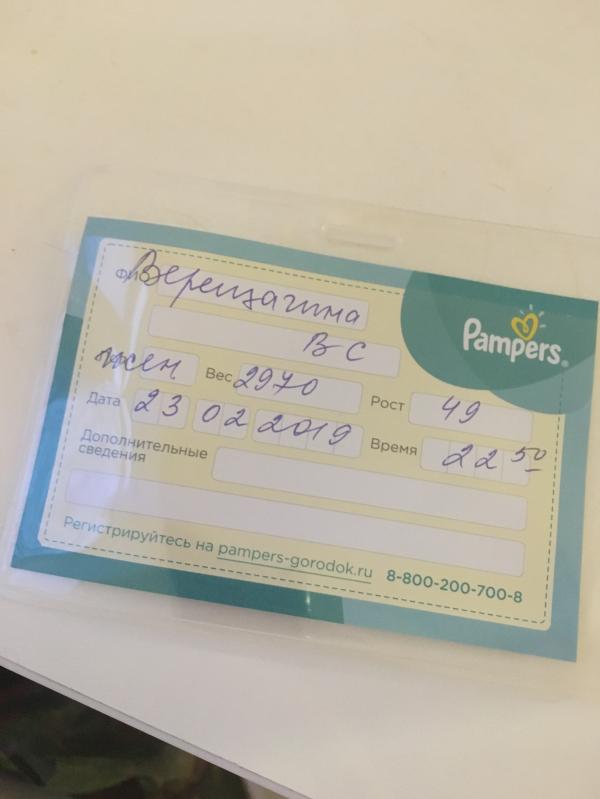 Pampers
ФИО Верещагина
В С
жен Вес 2970 Рост 49
Дата 23 02 2019 Время 22 50
Дополнительные
сведения
Регистрируйтесь на pampers-gorodok.ru 8-800-200-700-8